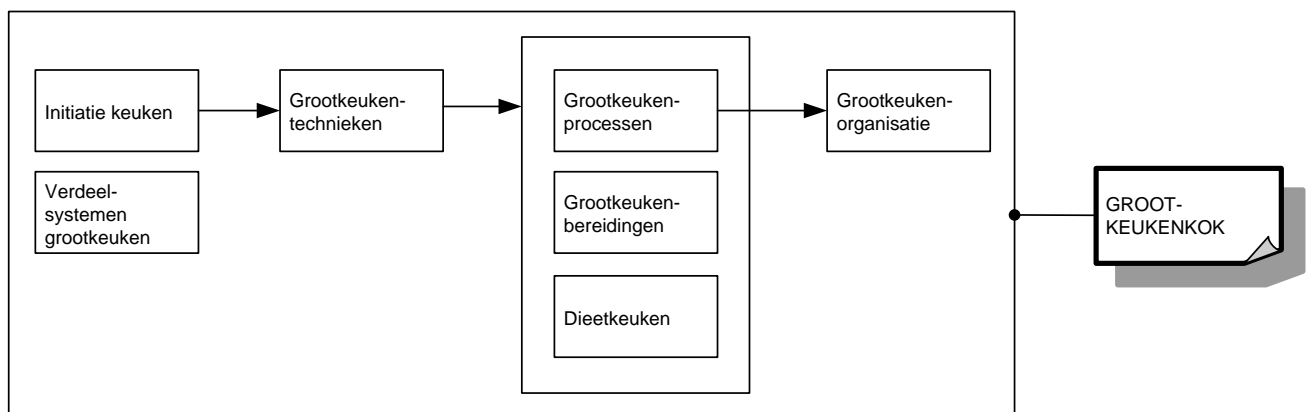 Initiatie keuken
Grootkeuken-
technieken
Grootkeuken-
processen
Grootkeuken-
organisatie
Verdeel-
systemen
grootkeuken
Grootkeuken-
bereidingen
Dieetkeuken
GROOT-
KEUKENKOK